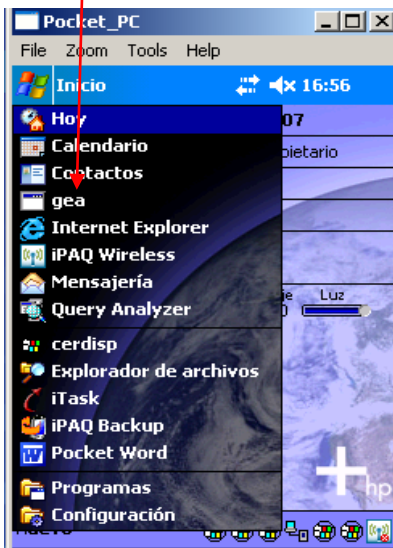 Pocket_PC
File Zoom Tools Help
Inicio 16:56
Hoy 07
Calendario pietario
Contactos
gea
Internet Explorer
iPAQ Wireless
Mensajería je Luz
Query Analyzer
cerdisp
Explorador de archivos
iTask
iPAQ Backup
Pocket Word
hp
Programas
Configuración